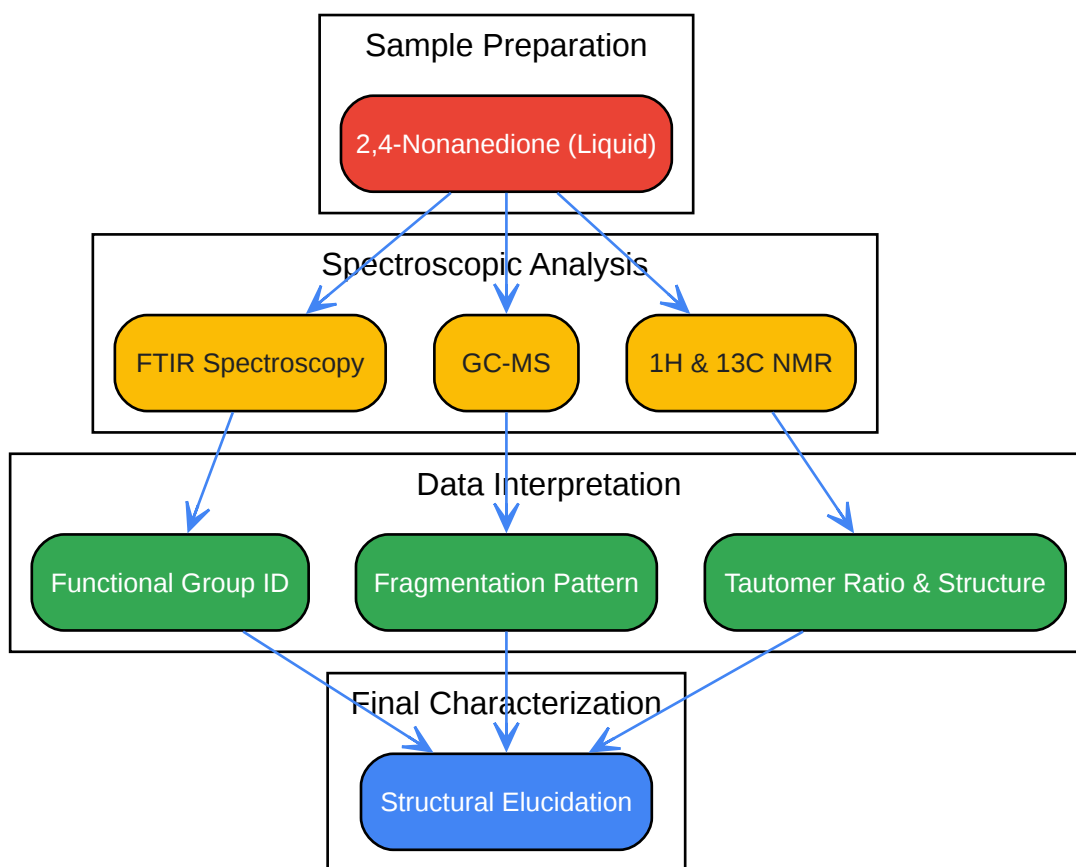 Sample Preparation
2,4-Nonanedione (Liquid)
Spectroscopic Analysis
FTIR Spectroscopy
GC-MS
1H & 13C NMR
Data Interpretation
Functional Group ID
Fragmentation Pattern
Tautomer Ratio & Structure
Final Characterization
Structural Elucidation